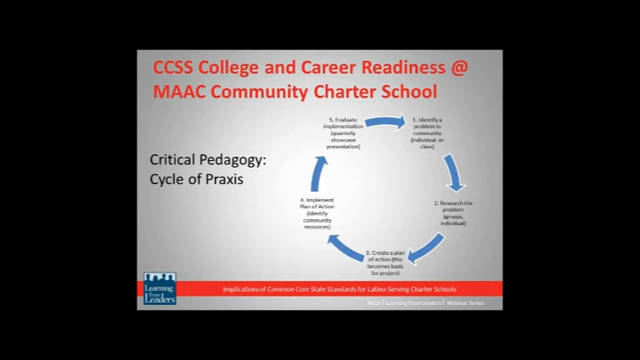 CCSS College and Career Readiness @
MAAC Community Charter School
Critical Pedagogy:
Cycle of Praxis
1. Identify a
problem in
community
(individual or
class)
2. Research the
problem
(groups,
individual)
3. Create a plan
of action (this
becomes basis
for project)
4. Implement
Plan of Action
(identify
community
resources)
5. Evaluate
implementation
(quarterly
showcase
presentation)
Learning
from
Leaders
Implications of Common Core State Standards for Latino-Serving Charter Schools
NCLR | Learning from Leaders | Webinar Series